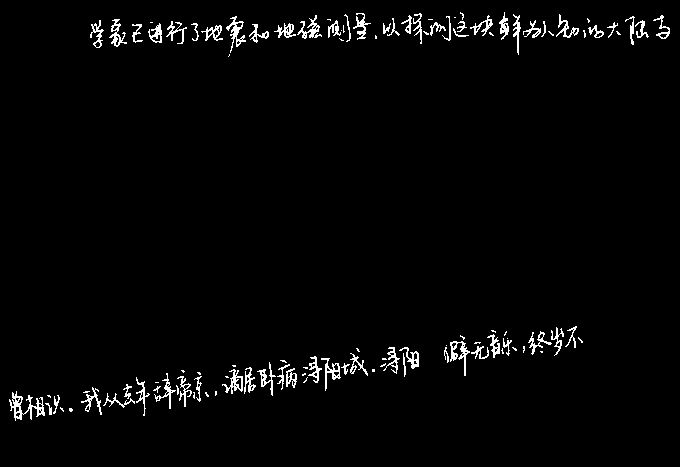 学家已进行了地震和地磁测量，以探测这块鲜为人知的大陆与
曾相识。我从去年辞帝京，谪居卧病浔阳城。浔阳 僻无音乐，终岁不